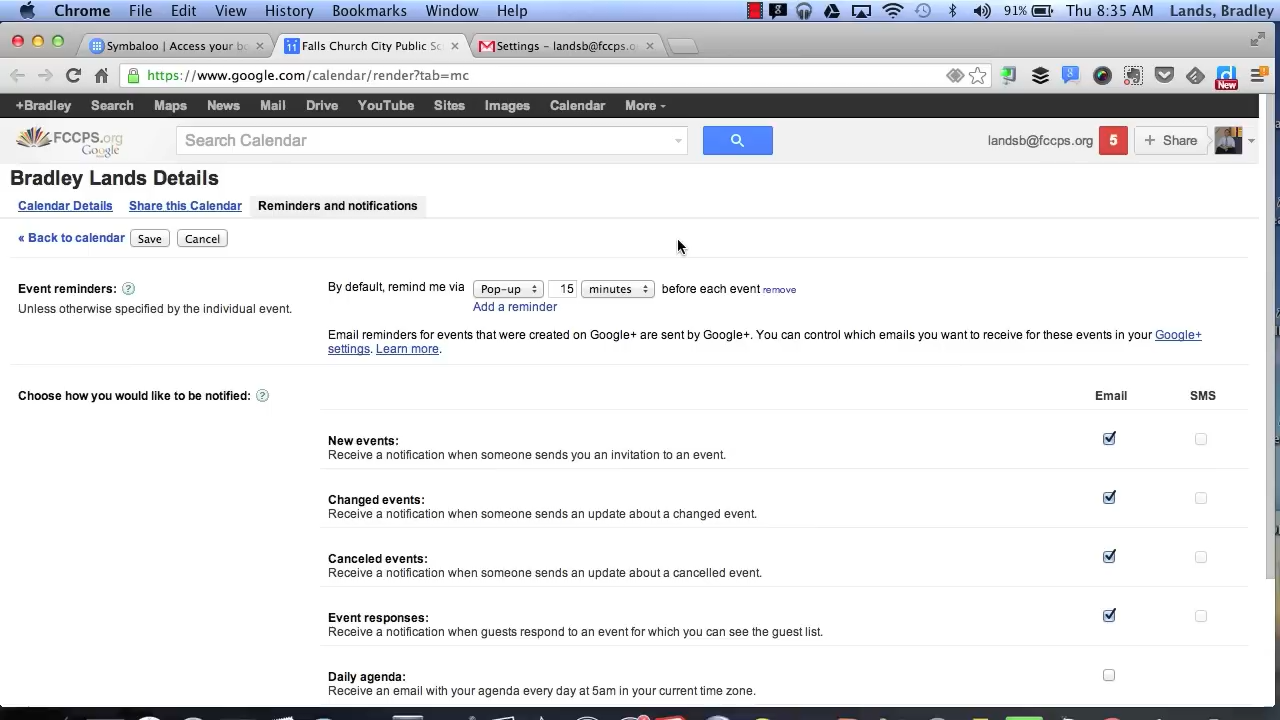 Chrome File Edit View History Bookmarks Window Help 91% Thu 8:35 AM Lands, Bradley
Symbaloo | Access your bo Falls Church City Public Sc Settings - landsb@fccps.o
https://www.google.com/calendar/render?tab=mc New
+Bradley Search Maps News Mail Drive YouTube Sites Images Calendar More
FCCPS.org Google Search Calendar landsb@fccps.org 5 + Share
Bradley Lands Details
Calendar Details Share this Calendar Reminders and notifications
« Back to calendar Save Cancel
Event reminders: ? By default, remind me via Pop-up 15 minutes before each event remove
Unless otherwise specified by the individual event. Add a reminder
Email reminders for events that were created on Google+ are sent by Google+. You can control which emails you want to receive for these events in your Google+
settings. Learn more.
Choose how you would like to be notified: ? Email SMS
New events:
Receive a notification when someone sends you an invitation to an event.
Changed events:
Receive a notification when someone sends an update about a changed event.
Canceled events:
Receive a notification when someone sends an update about a cancelled event.
Event responses:
Receive a notification when guests respond to an event for which you can see the guest list.
Daily agenda:
Receive an email with your agenda every day at 5am in your current time zone.